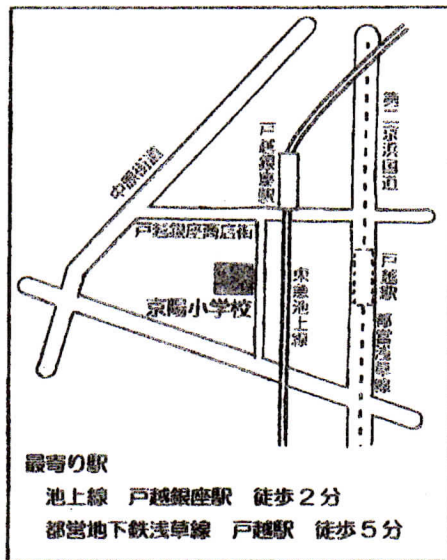 第二京浜国道
戸越銀座駅
中原街道
戸越銀座商店街
戸越駅
東急池上線
京陽小学校
都営浅草線
最寄り駅
池上線 戸越銀座駅 徒歩2分
都営地下鉄浅草線 戸越駅 徒歩5分